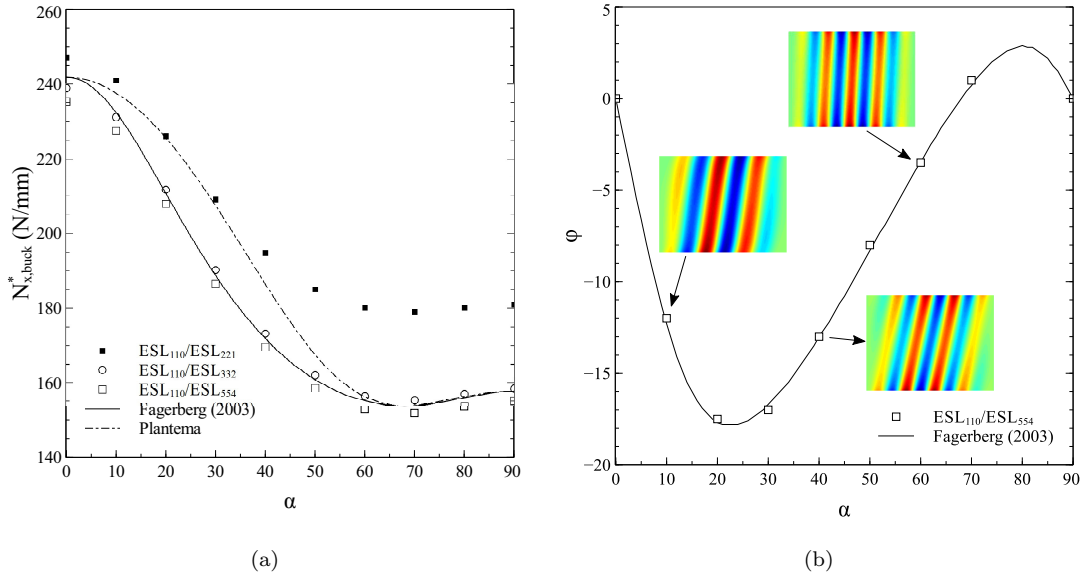 260
240
220
200
180
160
140
0
10
20
30
40
50
60
70
80
90
N*x,buck (N/mm)
α
ESL110/ESL221
ESL110/ESL332
ESL110/ESL554
Fagerberg (2003)
Plantema
(a)
5
0
−5
−10
−15
−20
0
10
20
30
40
50
60
70
80
90
φ
α
ESL110/ESL554
Fagerberg (2003)
(b)